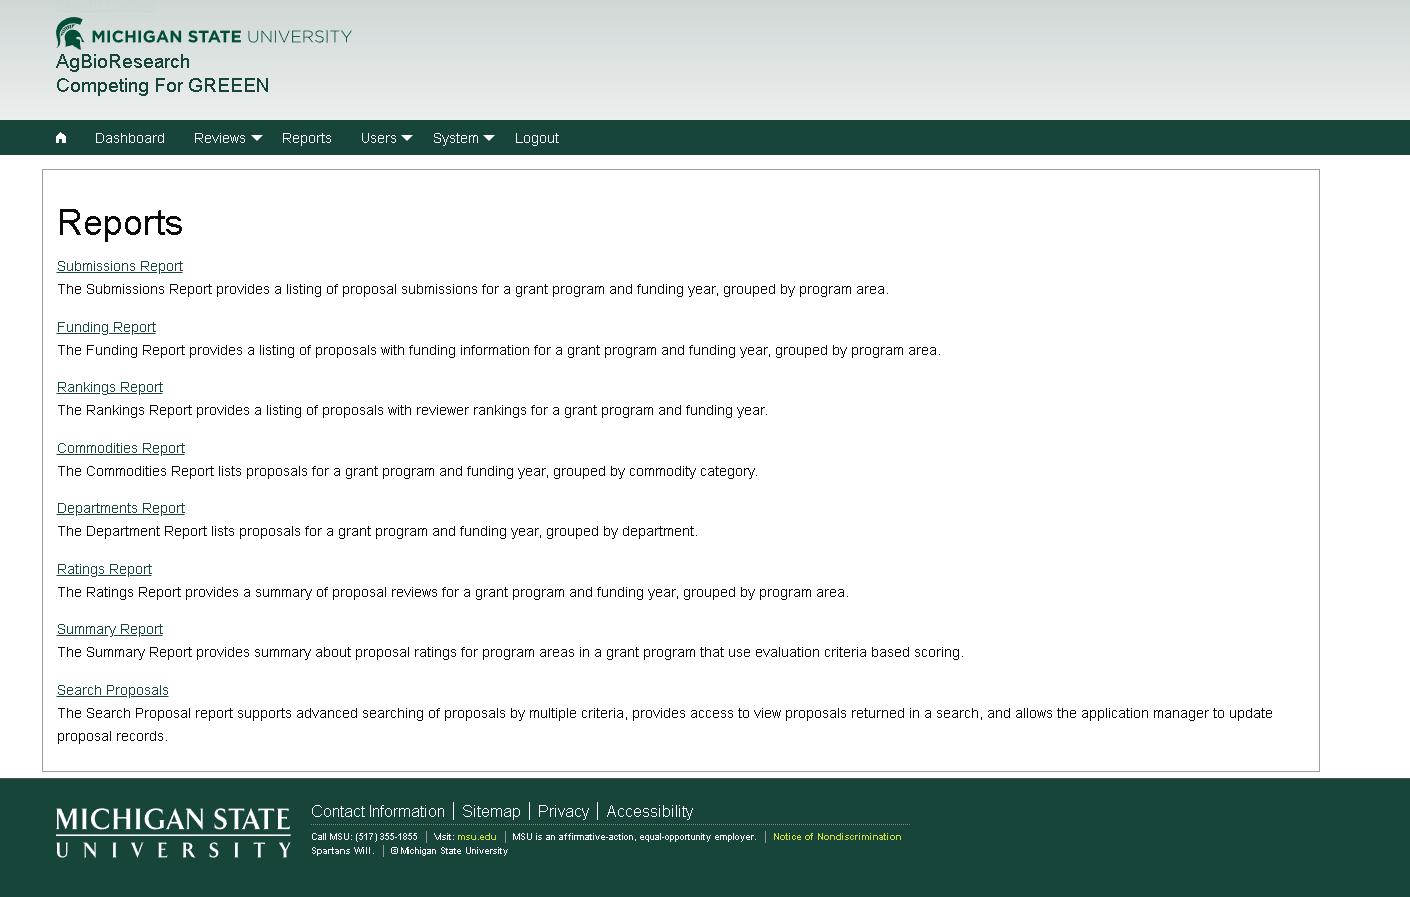 MICHIGAN STATE UNIVERSITY
AgBioResearch
Competing For GREEEN
Dashboard Reviews Reports Users System Logout
Reports
Submissions Report
The Submissions Report provides a listing of proposal submissions for a grant program and funding year, grouped by program area.
Funding Report
The Funding Report provides a listing of proposals with funding information for a grant program and funding year, grouped by program area.
Rankings Report
The Rankings Report provides a listing of proposals with reviewer rankings for a grant program and funding year.
Commodities Report
The Commodities Report lists proposals for a grant program and funding year, grouped by commodity category.
Departments Report
The Department Report lists proposals for a grant program and funding year, grouped by department.
Ratings Report
The Ratings Report provides a summary of proposal reviews for a grant program and funding year, grouped by program area.
Summary Report
The Summary Report provides summary about proposal ratings for program areas in a grant program that use evaluation criteria based scoring.
Search Proposals
The Search Proposal report supports advanced searching of proposals by multiple criteria, provides access to view proposals returned in a search, and allows the application manager to update
proposal records.
MICHIGAN STATE
UNIVERSITY
Contact Information | Sitemap | Privacy | Accessibility
Call MSU: (517) 355-1855 | Visit: msu.edu | MSU is an affirmative-action, equal-opportunity employer. | Notice of Nondiscrimination
Spartans Will. | © Michigan State University